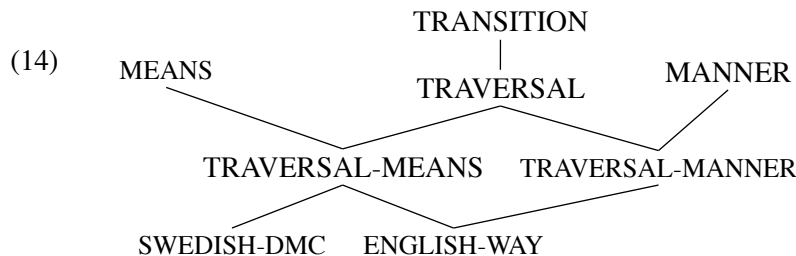 TRANSITION
(14) MEANS TRAVERSAL MANNER
TRAVERSAL-MEANS TRAVERSAL-MANNER
SWEDISH-DMC ENGLISH-WAY